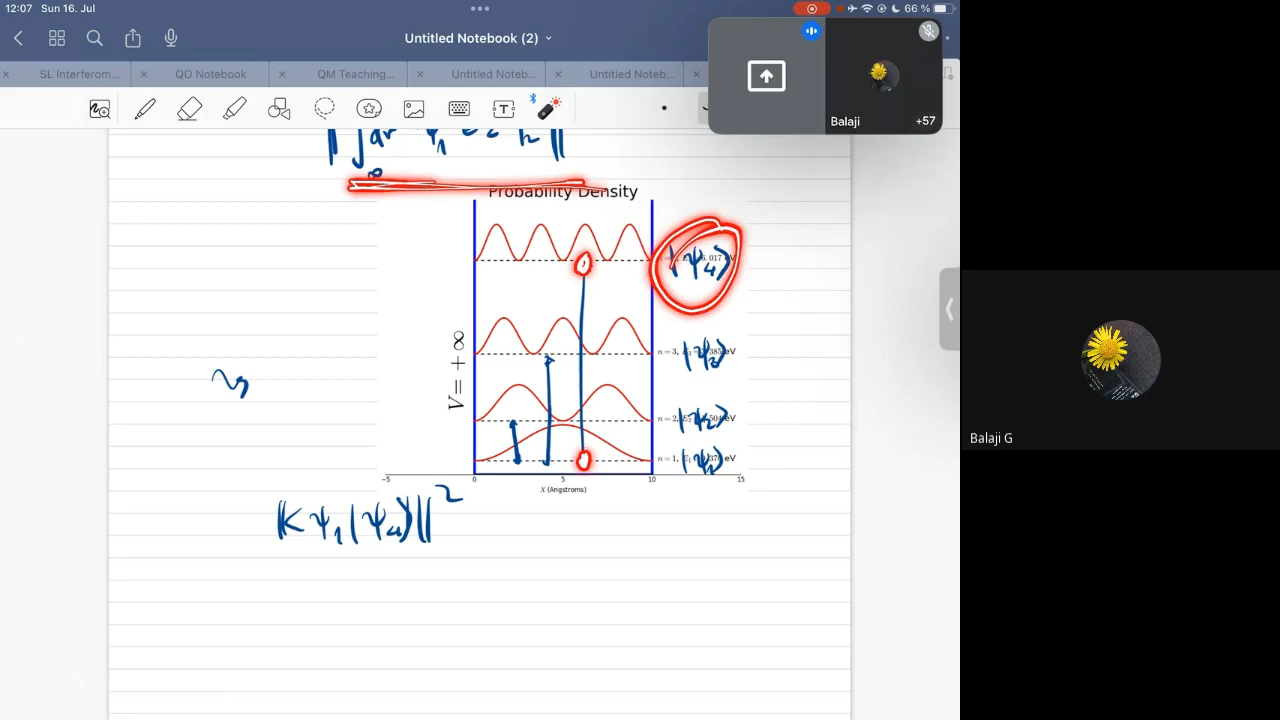 12:07 Sun 16. Jul
66 %
Untitled Notebook (2)
SL Interferom...
QO Notebook
QM Teaching...
Untitled Noteb...
Untitled Noteb...
Balaji
+57
Probability Density
|ψ₄⟩
V = +∞
|ψ₃⟩
n = 3,
|ψ₂⟩
n = 2,
|ψ₁⟩
n = 1,
−5 0 5 10 15
X (Angstroms)
‖⟨ψ₁|ψ₄⟩‖²
Balaji G